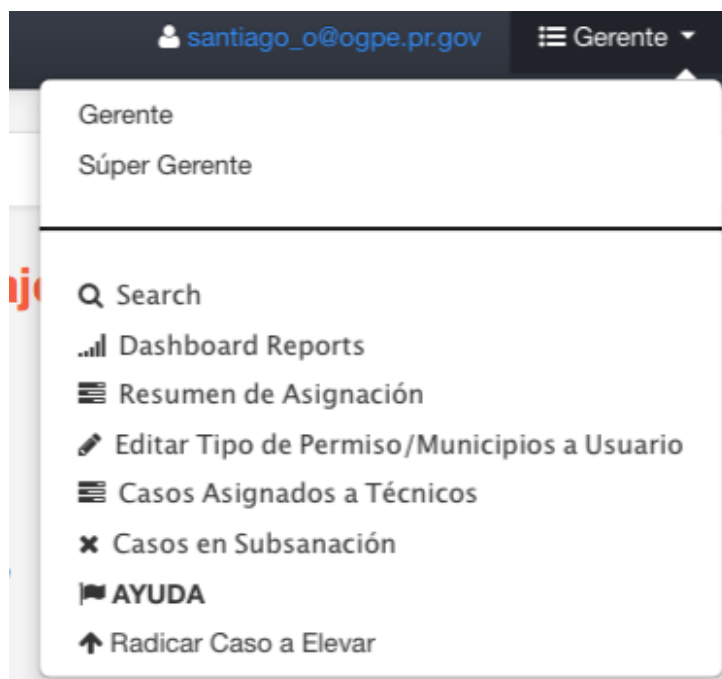 santiago_o@ogpe.pr.gov Gerente
Gerente
Súper Gerente
Search
Dashboard Reports
Resumen de Asignación
Editar Tipo de Permiso/Municipios a Usuario
Casos Asignados a Técnicos
Casos en Subsanación
AYUDA
Radicar Caso a Elevar